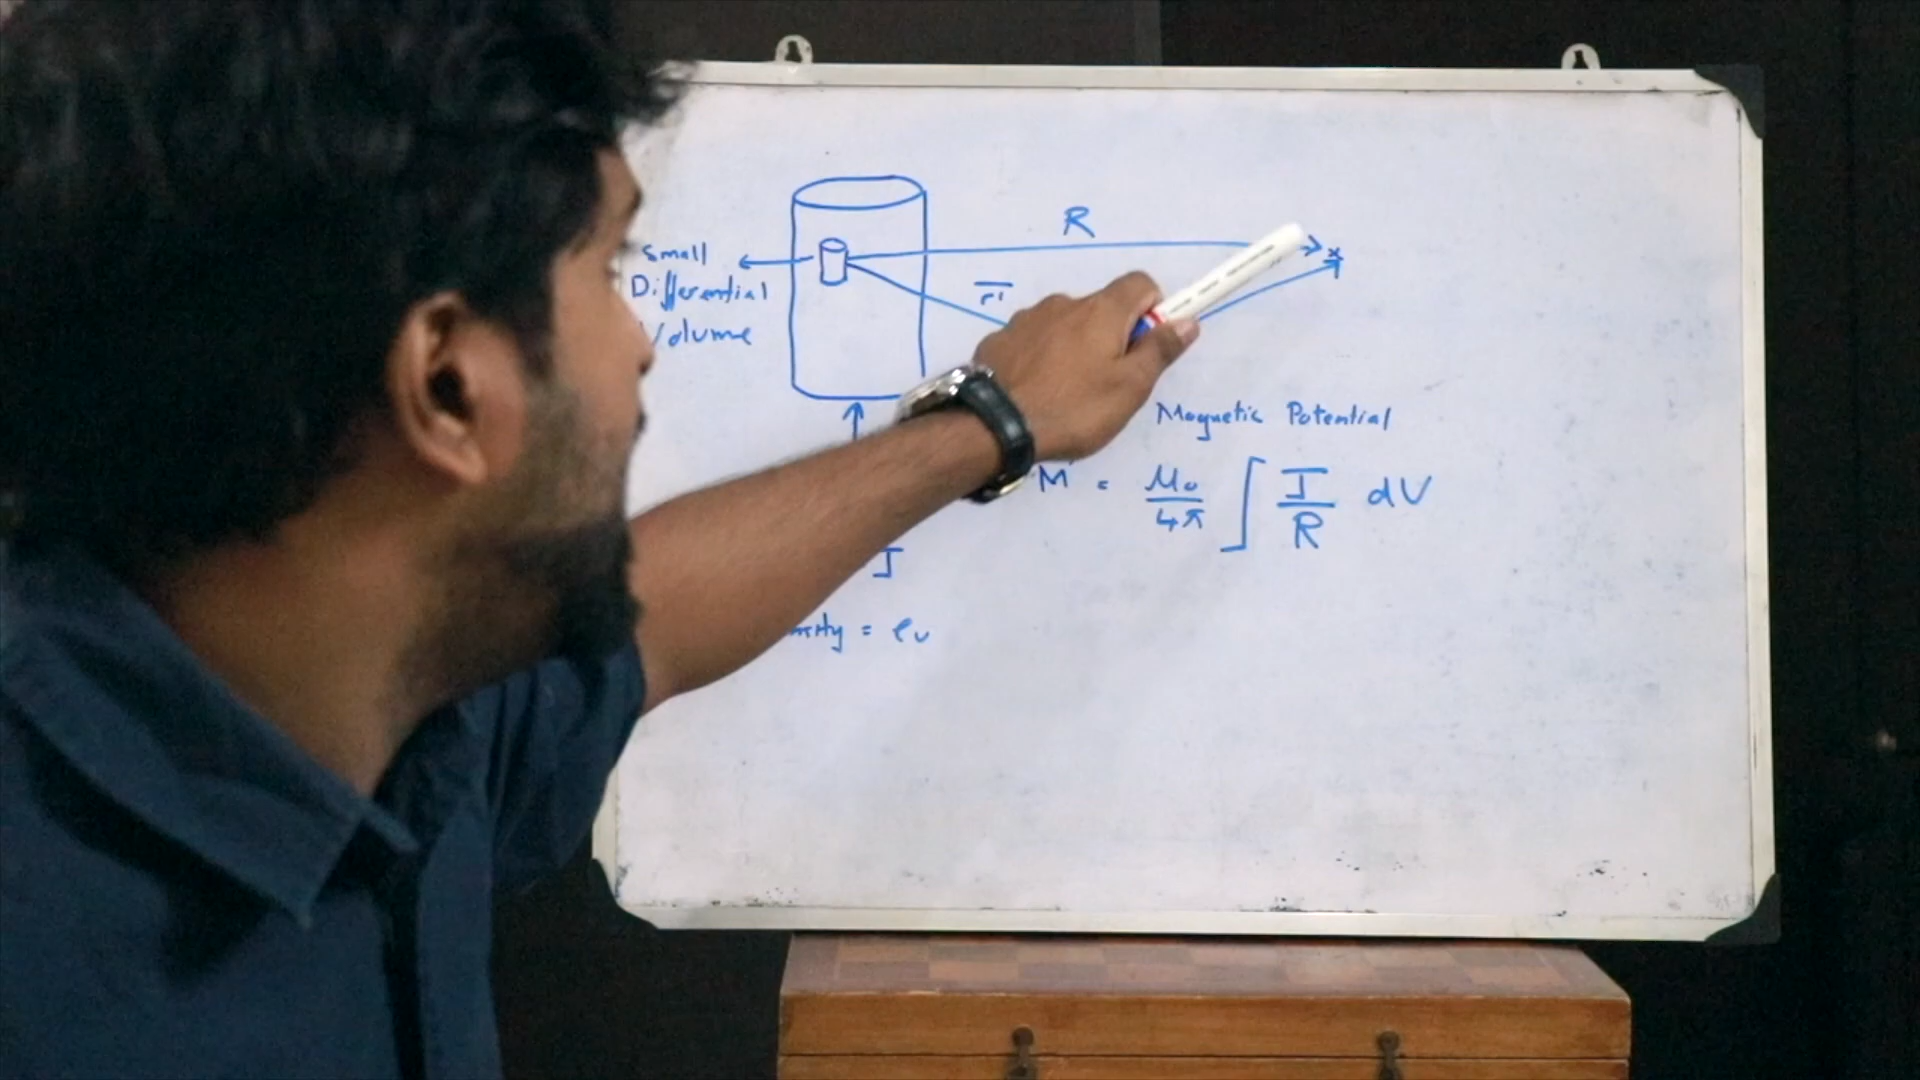 R
Small
Differential
Volume
r'
Magnetic Potential
M = μ₀/4π ∫ J/R dV
J
= ρv